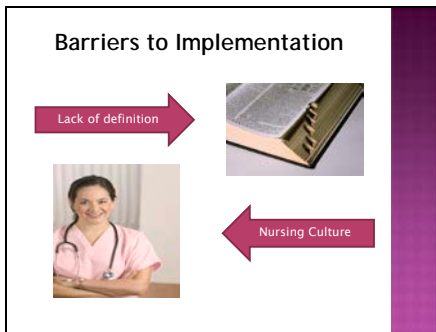 Barriers to Implementation
Lack of definition
Nursing Culture